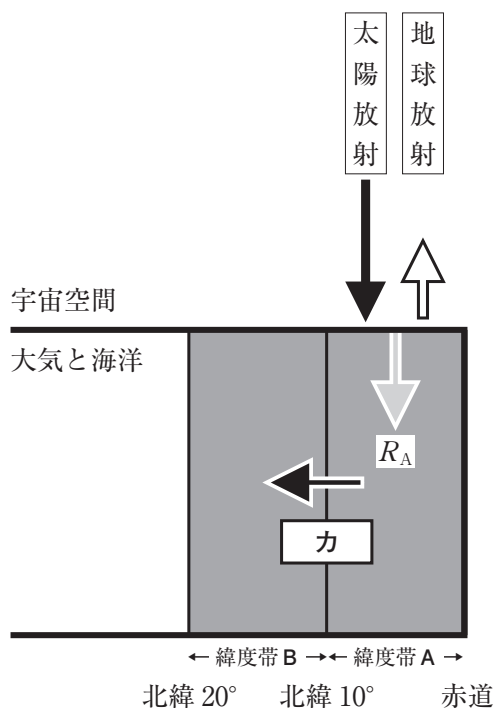 太陽放射
地球放射
宇宙空間
大気と海洋
R_A
カ
← 緯度帯 B →← 緯度帯 A →
北緯 20° 北緯 10° 赤道